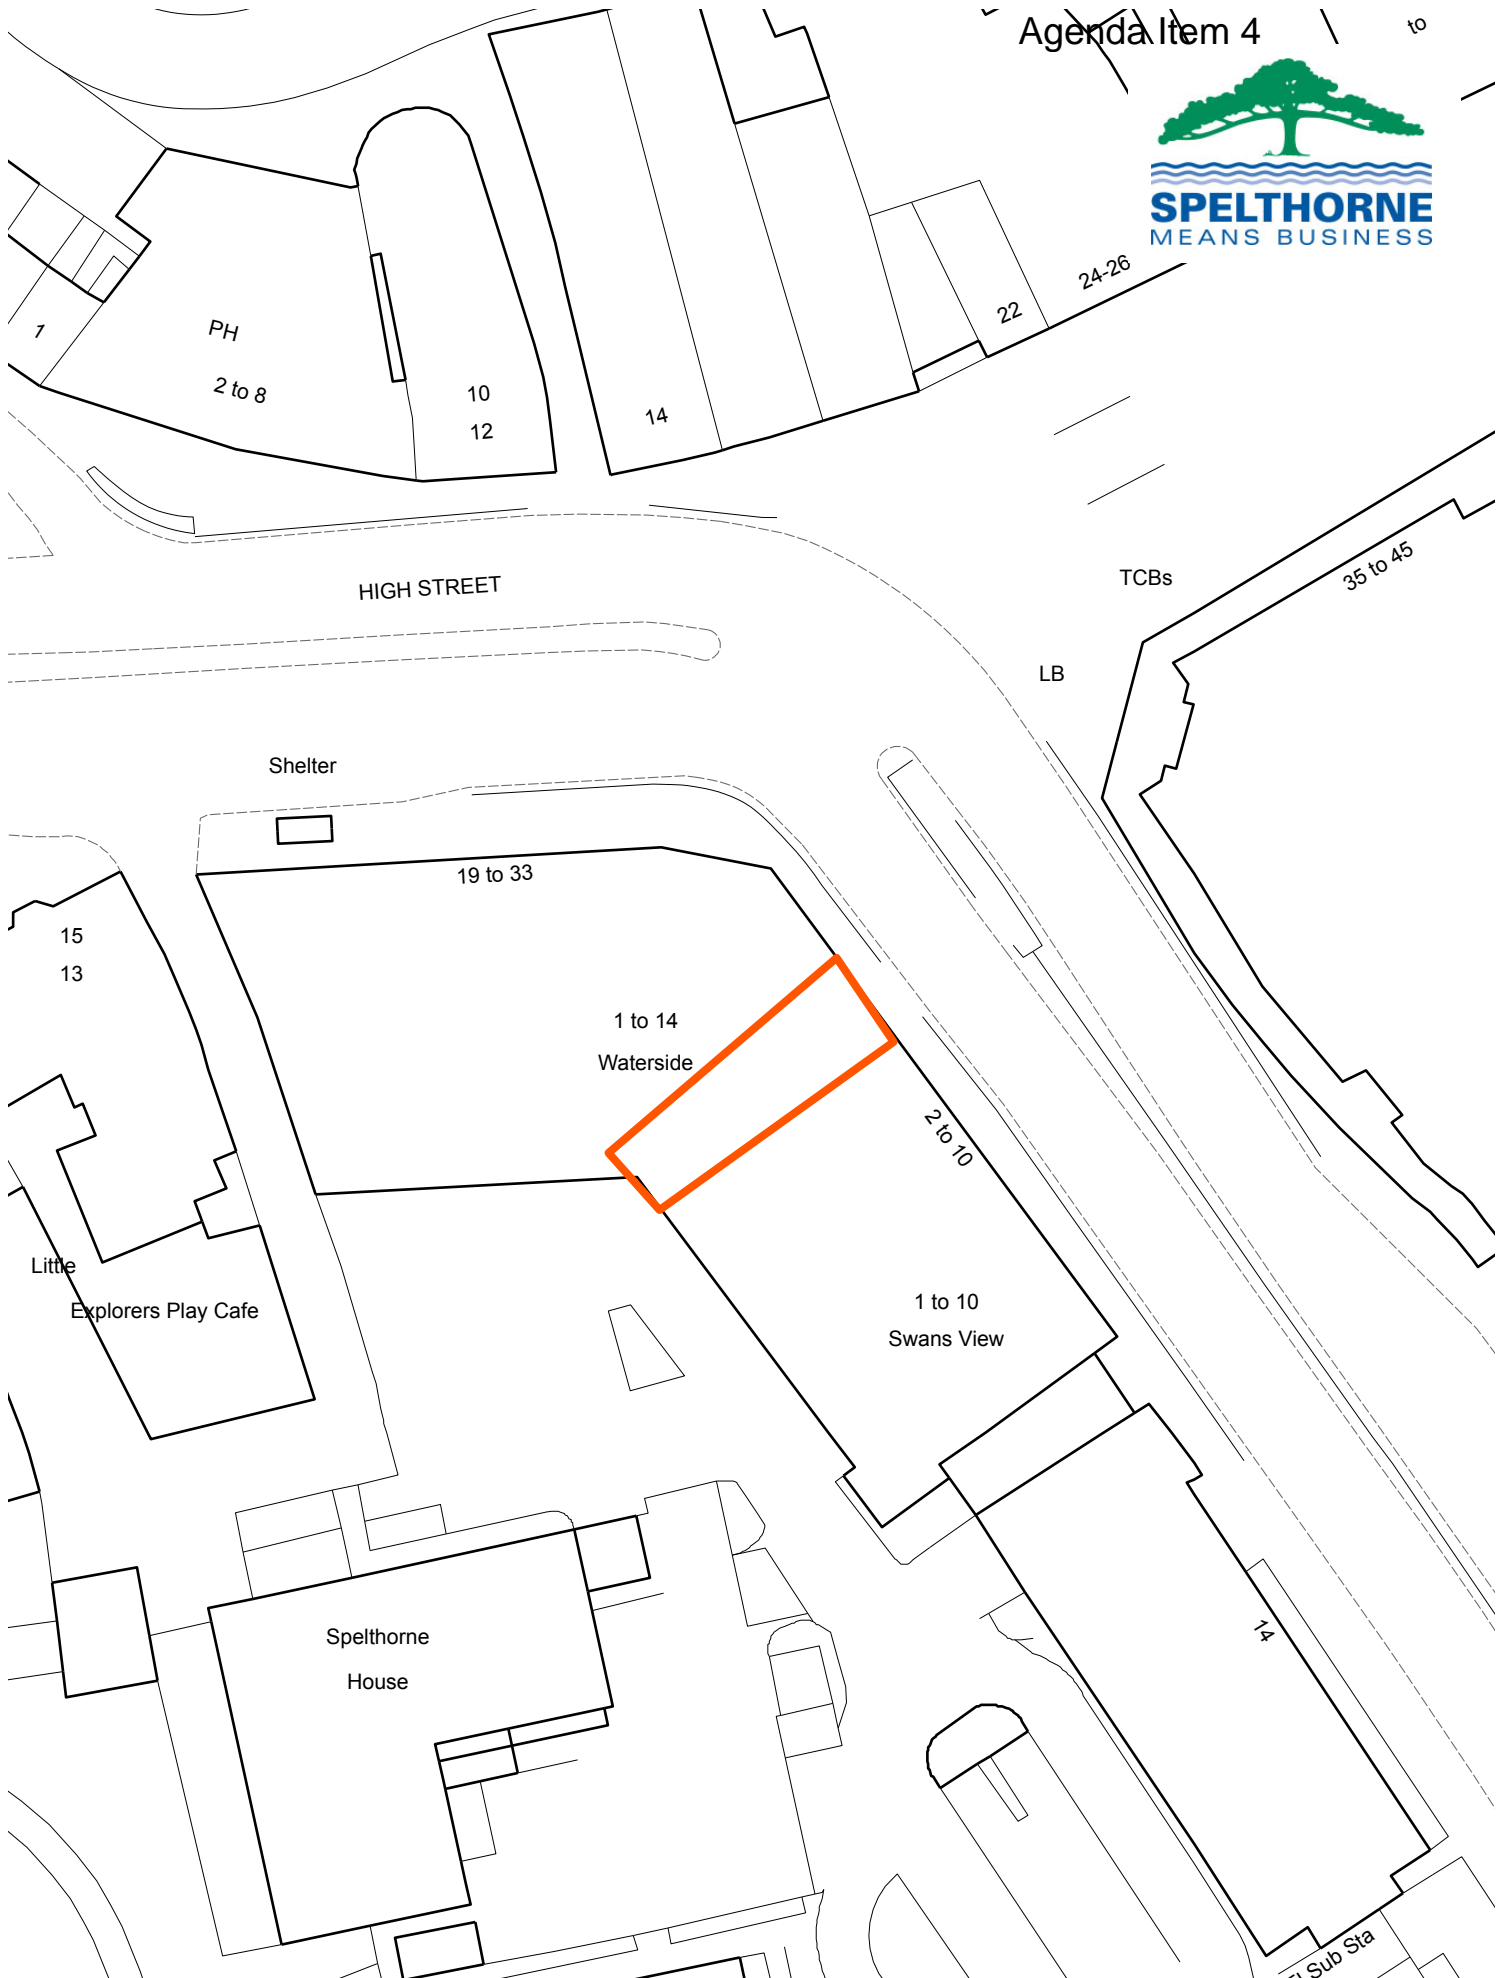 Agenda Item 4
to
SPELTHORNE
MEANS BUSINESS
24-26
22
1
PH
2 to 8
10
12
14
HIGH STREET
TCBs
35 to 45
LB
Shelter
19 to 33
15
13
1 to 14
Waterside
2 to 10
Little
Explorers Play Cafe
1 to 10
Swans View
Spelthorne
House
14
El Sub Sta